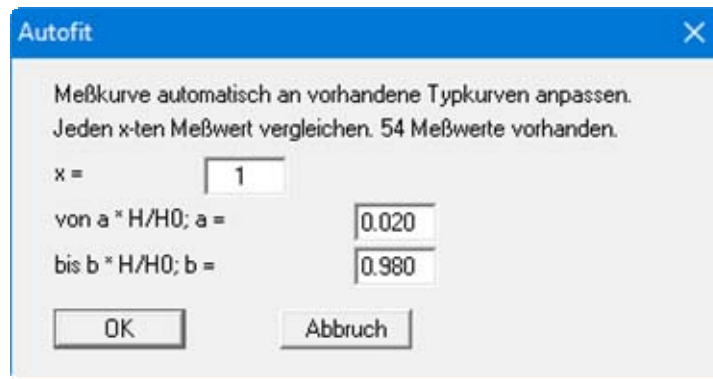 Autofit
Meßkurve automatisch an vorhandene Typkurven anpassen.
Jeden x-ten Meßwert vergleichen. 54 Meßwerte vorhanden.
x = 1
von a * H/H0; a = 0.020
bis b * H/H0; b = 0.980
OK Abbruch